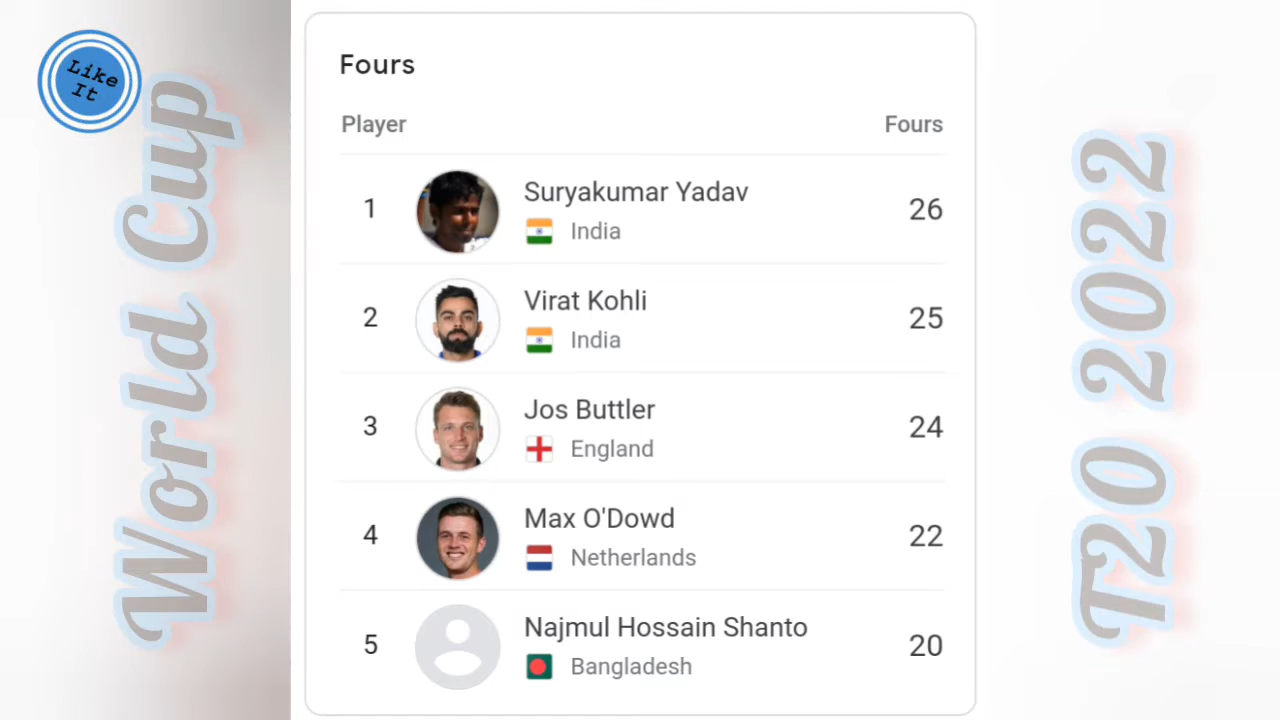 Like
It
World Cup
Fours
Player Fours
1 Suryakumar Yadav 26
India
2 Virat Kohli 25
India
3 Jos Buttler 24
England
4 Max O'Dowd 22
Netherlands
5 Najmul Hossain Shanto 20
Bangladesh
T20 2022